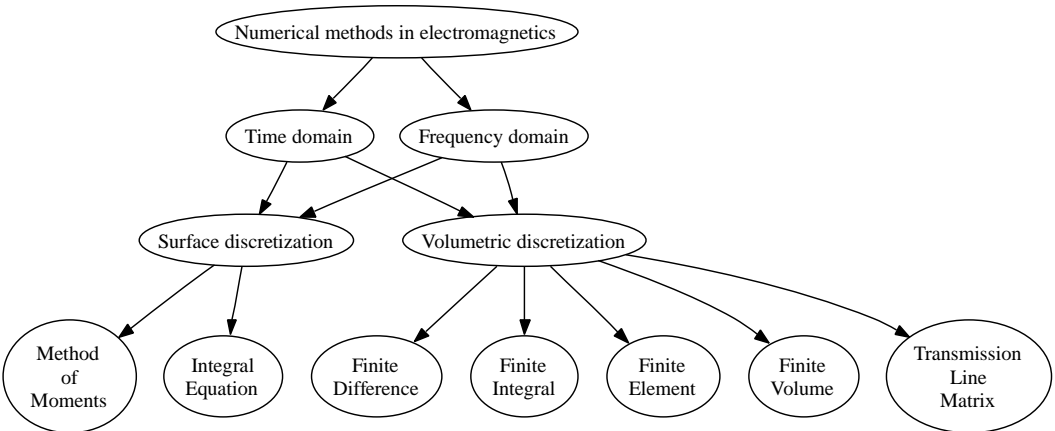 Numerical methods in electromagnetics
Time domain
Frequency domain
Surface discretization
Volumetric discretization
Method
of
Moments
Integral
Equation
Finite
Difference
Finite
Integral
Finite
Element
Finite
Volume
Transmission
Line
Matrix